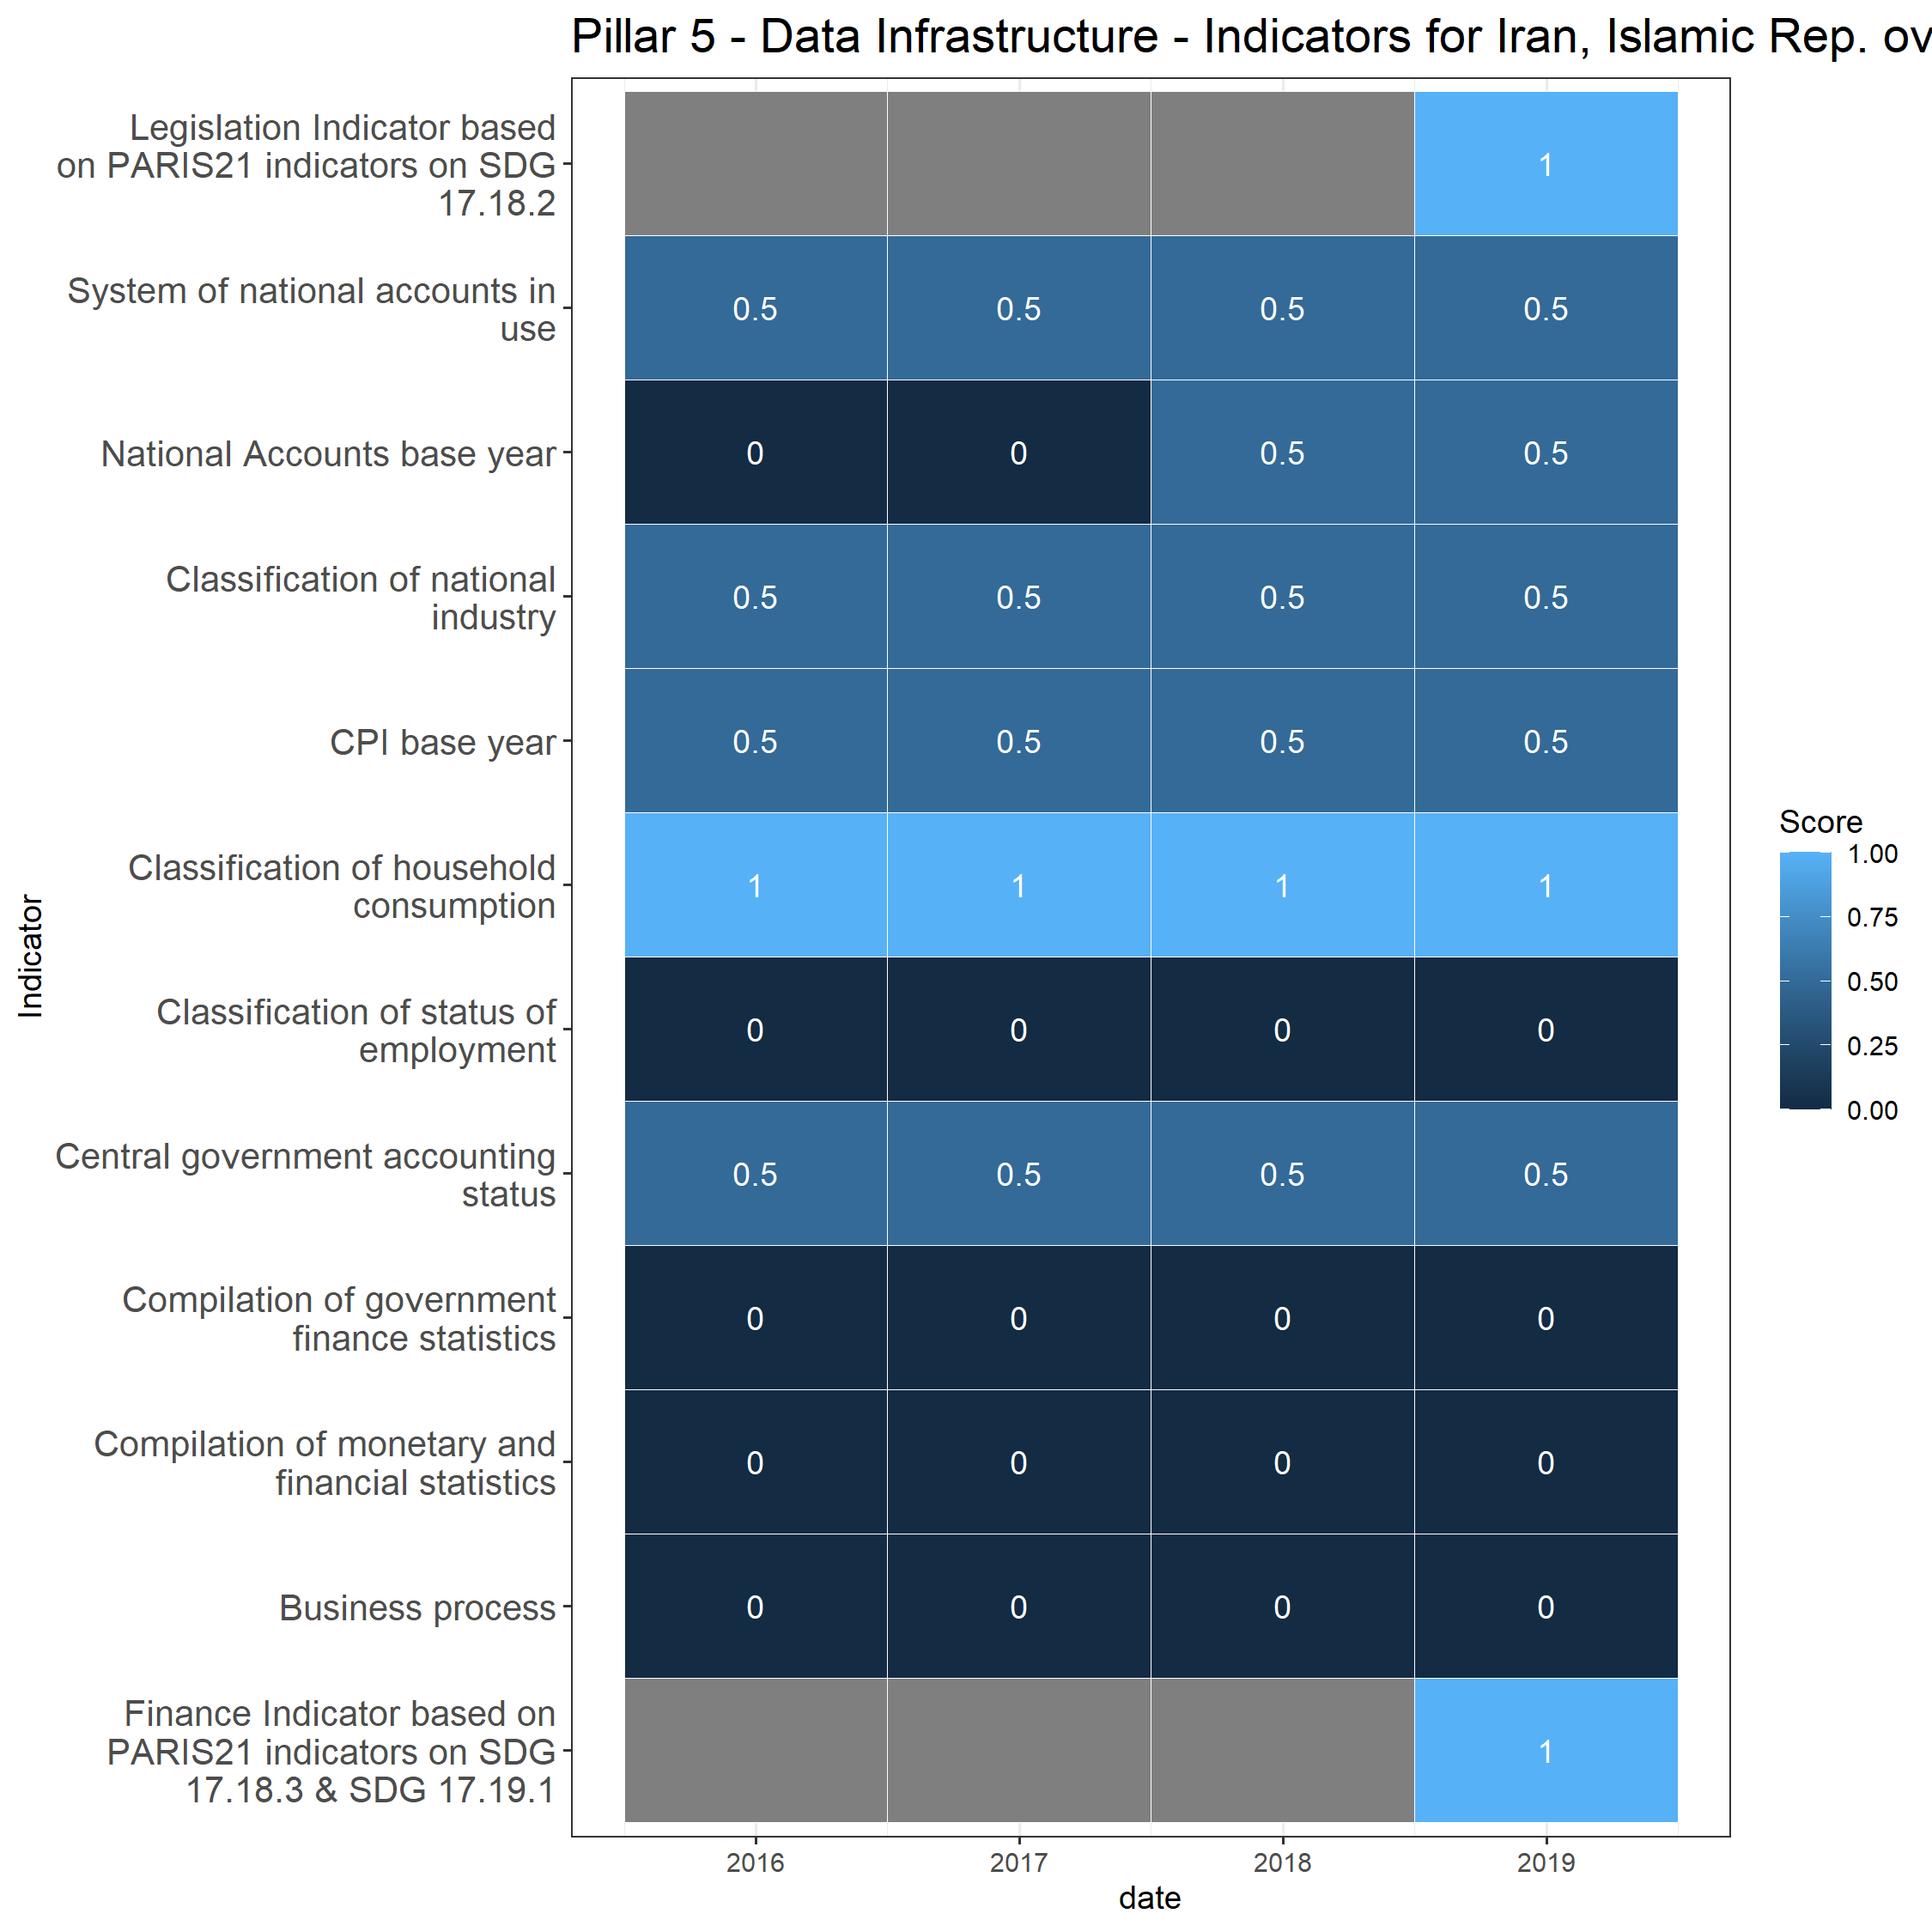 Pillar 5 - Data Infrastructure - Indicators for Iran, Islamic Rep. ov
Legislation Indicator based
on PARIS21 indicators on SDG
17.18.2
1
System of national accounts in
use
0.5 0.5 0.5 0.5
National Accounts base year
0 0 0.5 0.5
Classification of national
industry
0.5 0.5 0.5 0.5
CPI base year
0.5 0.5 0.5 0.5
Classification of household
consumption
1 1 1 1
Classification of status of
employment
0 0 0 0
Central government accounting
status
0.5 0.5 0.5 0.5
Compilation of government
finance statistics
0 0 0 0
Compilation of monetary and
financial statistics
0 0 0 0
Business process
0 0 0 0
Finance Indicator based on
PARIS21 indicators on SDG
17.18.3 & SDG 17.19.1
1
2016 2017 2018 2019
date
Indicator
Score
1.00
0.75
0.50
0.25
0.00